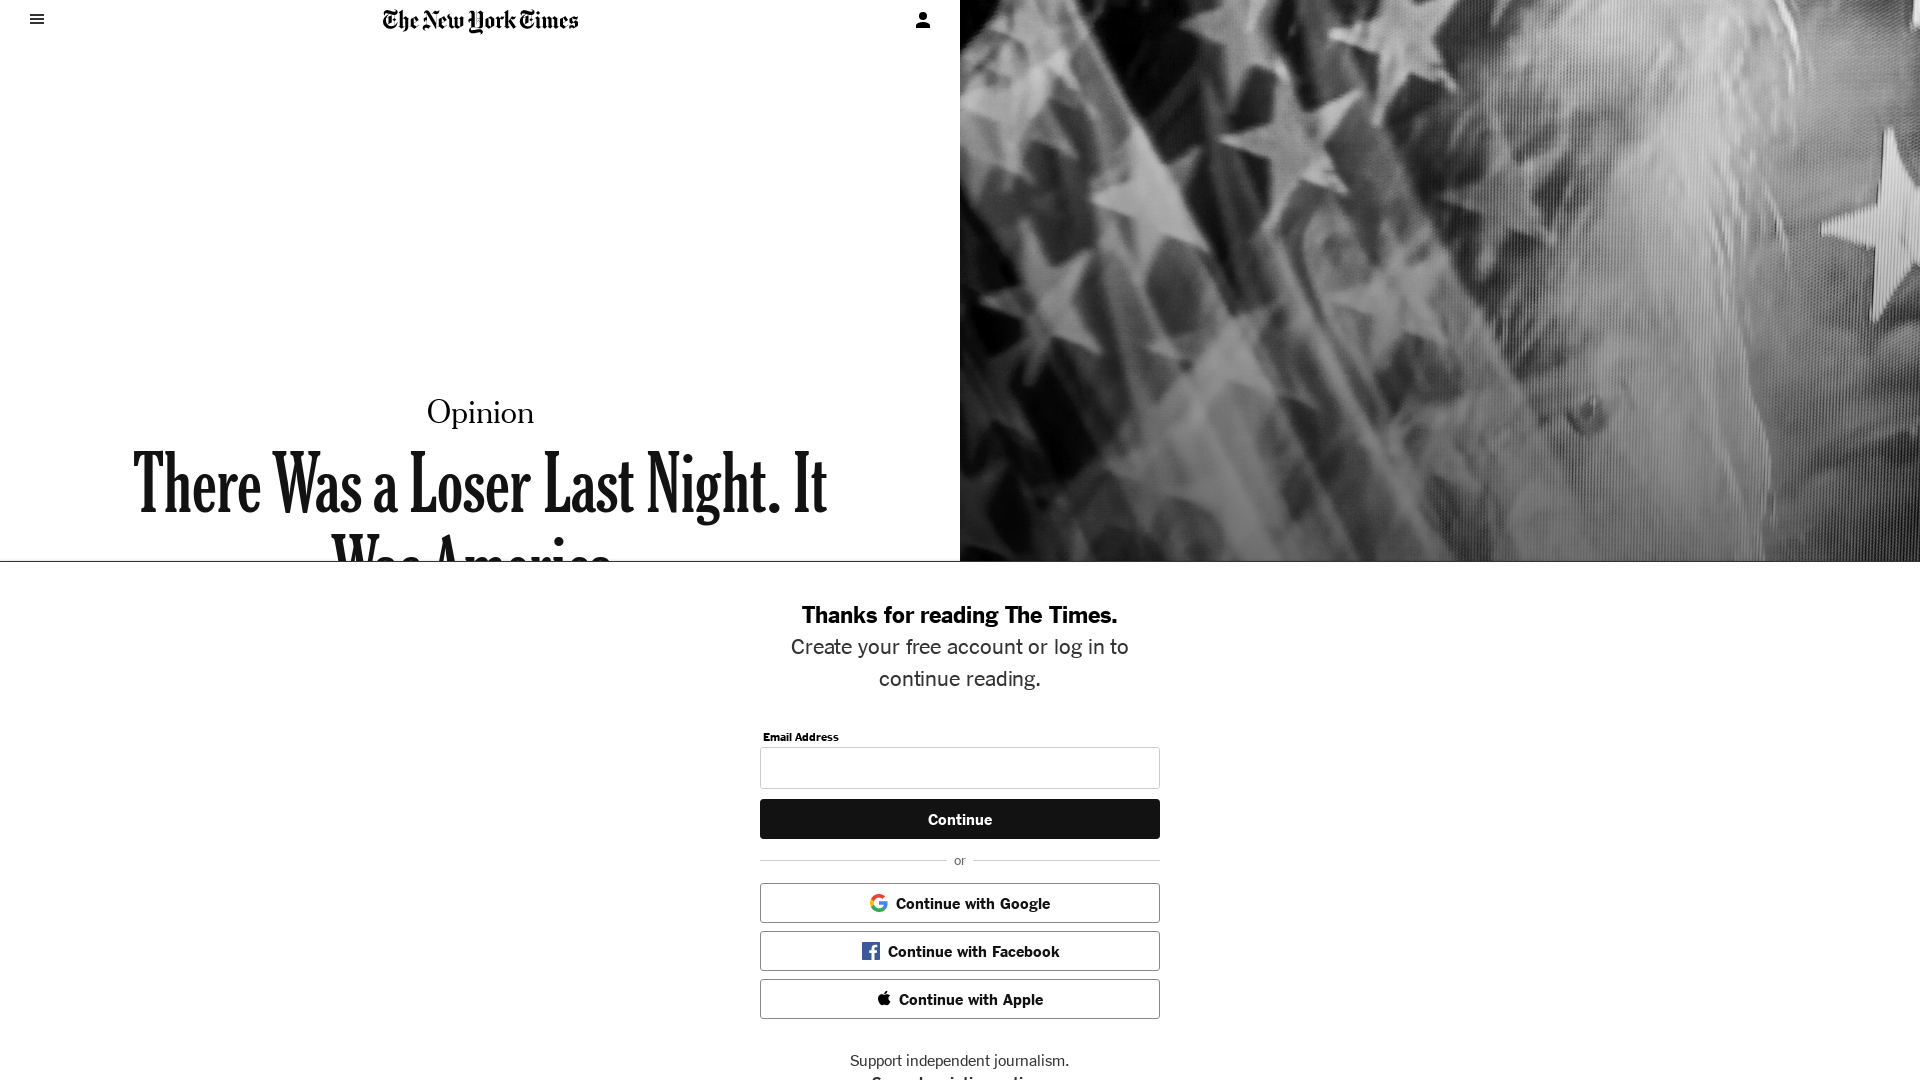 The New York Times
Opinion
There Was a Loser Last Night. It
Was America.
Thanks for reading The Times.
Create your free account or log in to
continue reading.
Email Address
Continue
or
Continue with Google
Continue with Facebook
Continue with Apple
Support independent journalism.